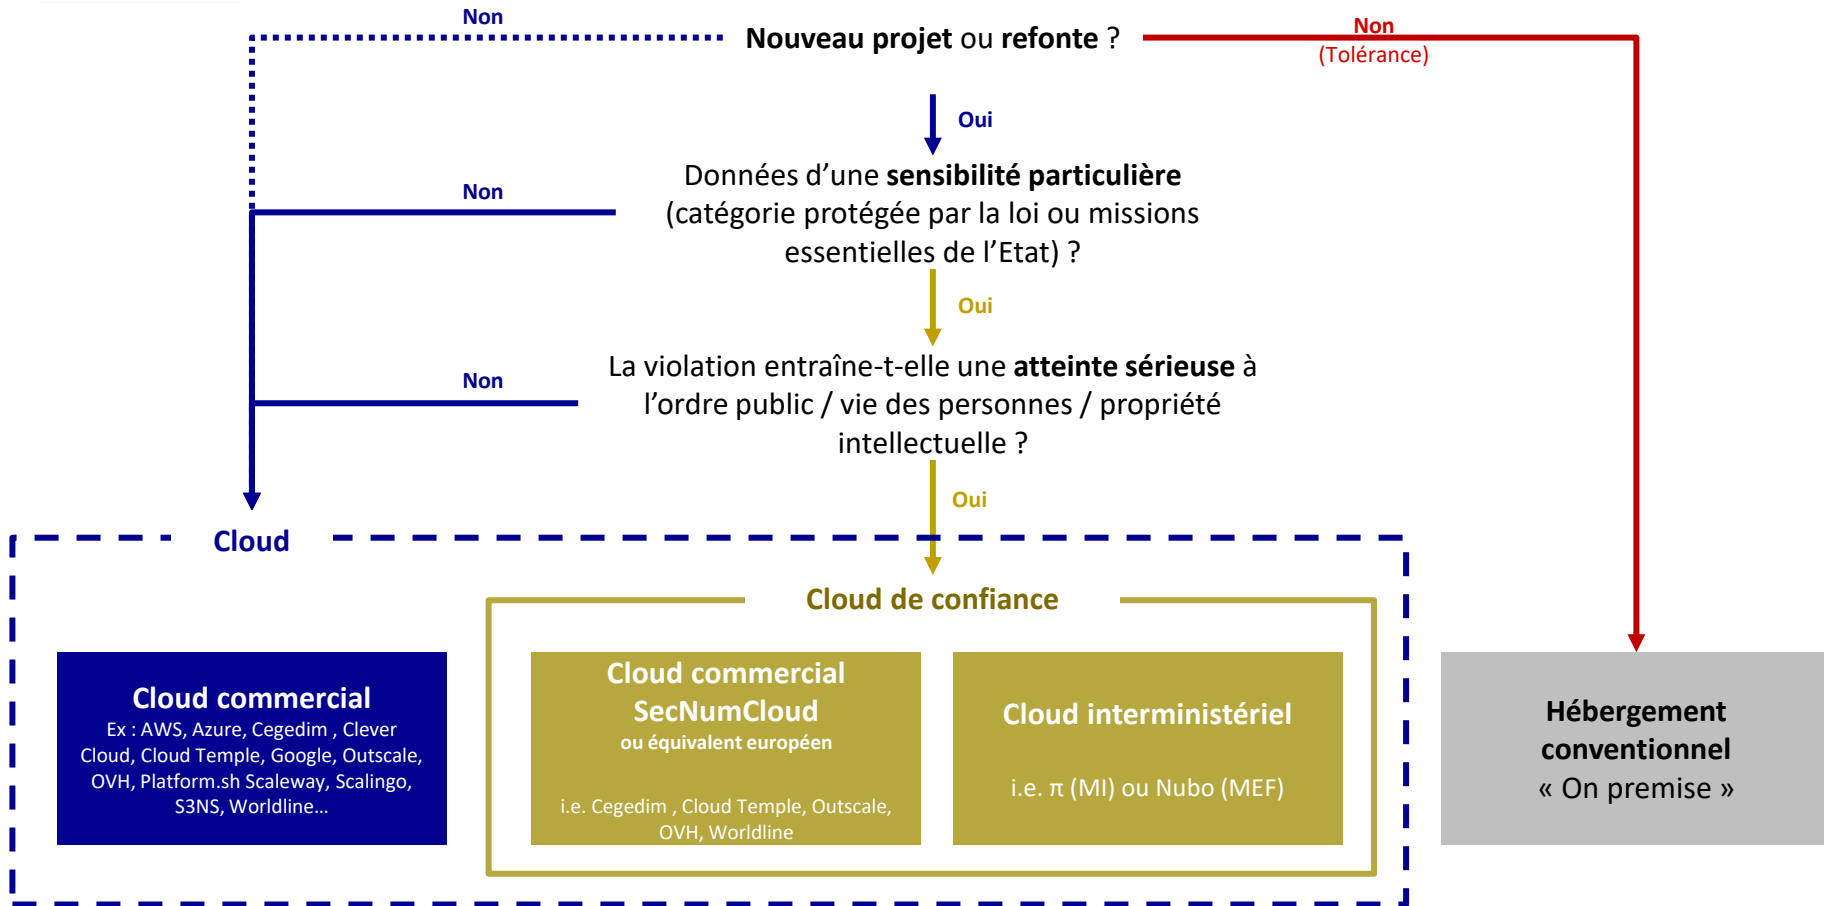 Non
Nouveau projet ou refonte ?
Non
(Tolérance)
Oui
Non
Données d’une sensibilité particulière
(catégorie protégée par la loi ou missions
essentielles de l’Etat) ?
Oui
Non
La violation entraîne-t-elle une atteinte sérieuse à
l’ordre public / vie des personnes / propriété
intellectuelle ?
Oui
Cloud
Cloud de confiance
Cloud commercial
Ex : AWS, Azure, Cegedim , Clever
Cloud, Cloud Temple, Google, Outscale,
OVH, Platform.sh Scaleway, Scalingo,
S3NS, Worldline…
Cloud commercial
SecNumCloud
ou équivalent européen
i.e. Cegedim , Cloud Temple, Outscale,
OVH, Worldline
Cloud interministériel
i.e. π (MI) ou Nubo (MEF)
Hébergement
conventionnel
« On premise »